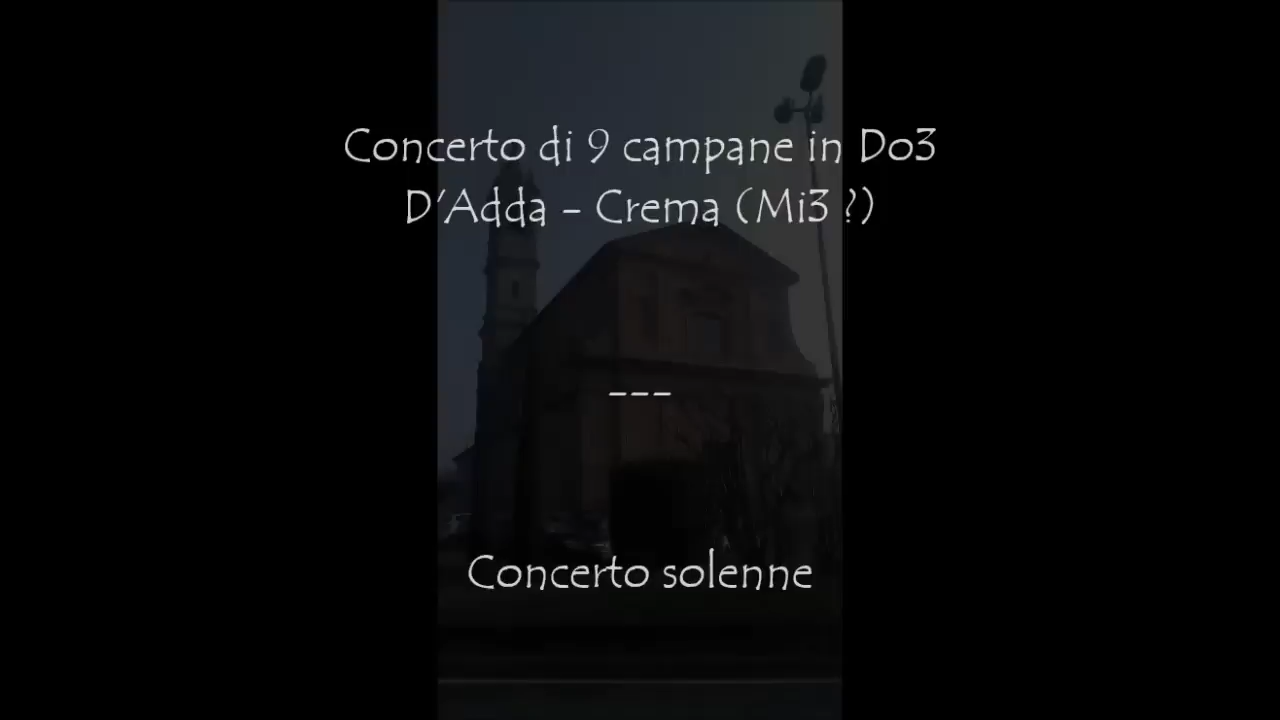 Concerto di 9 campane in Do3
D'Adda - Crema (Mi3 ?)
---
Concerto solenne